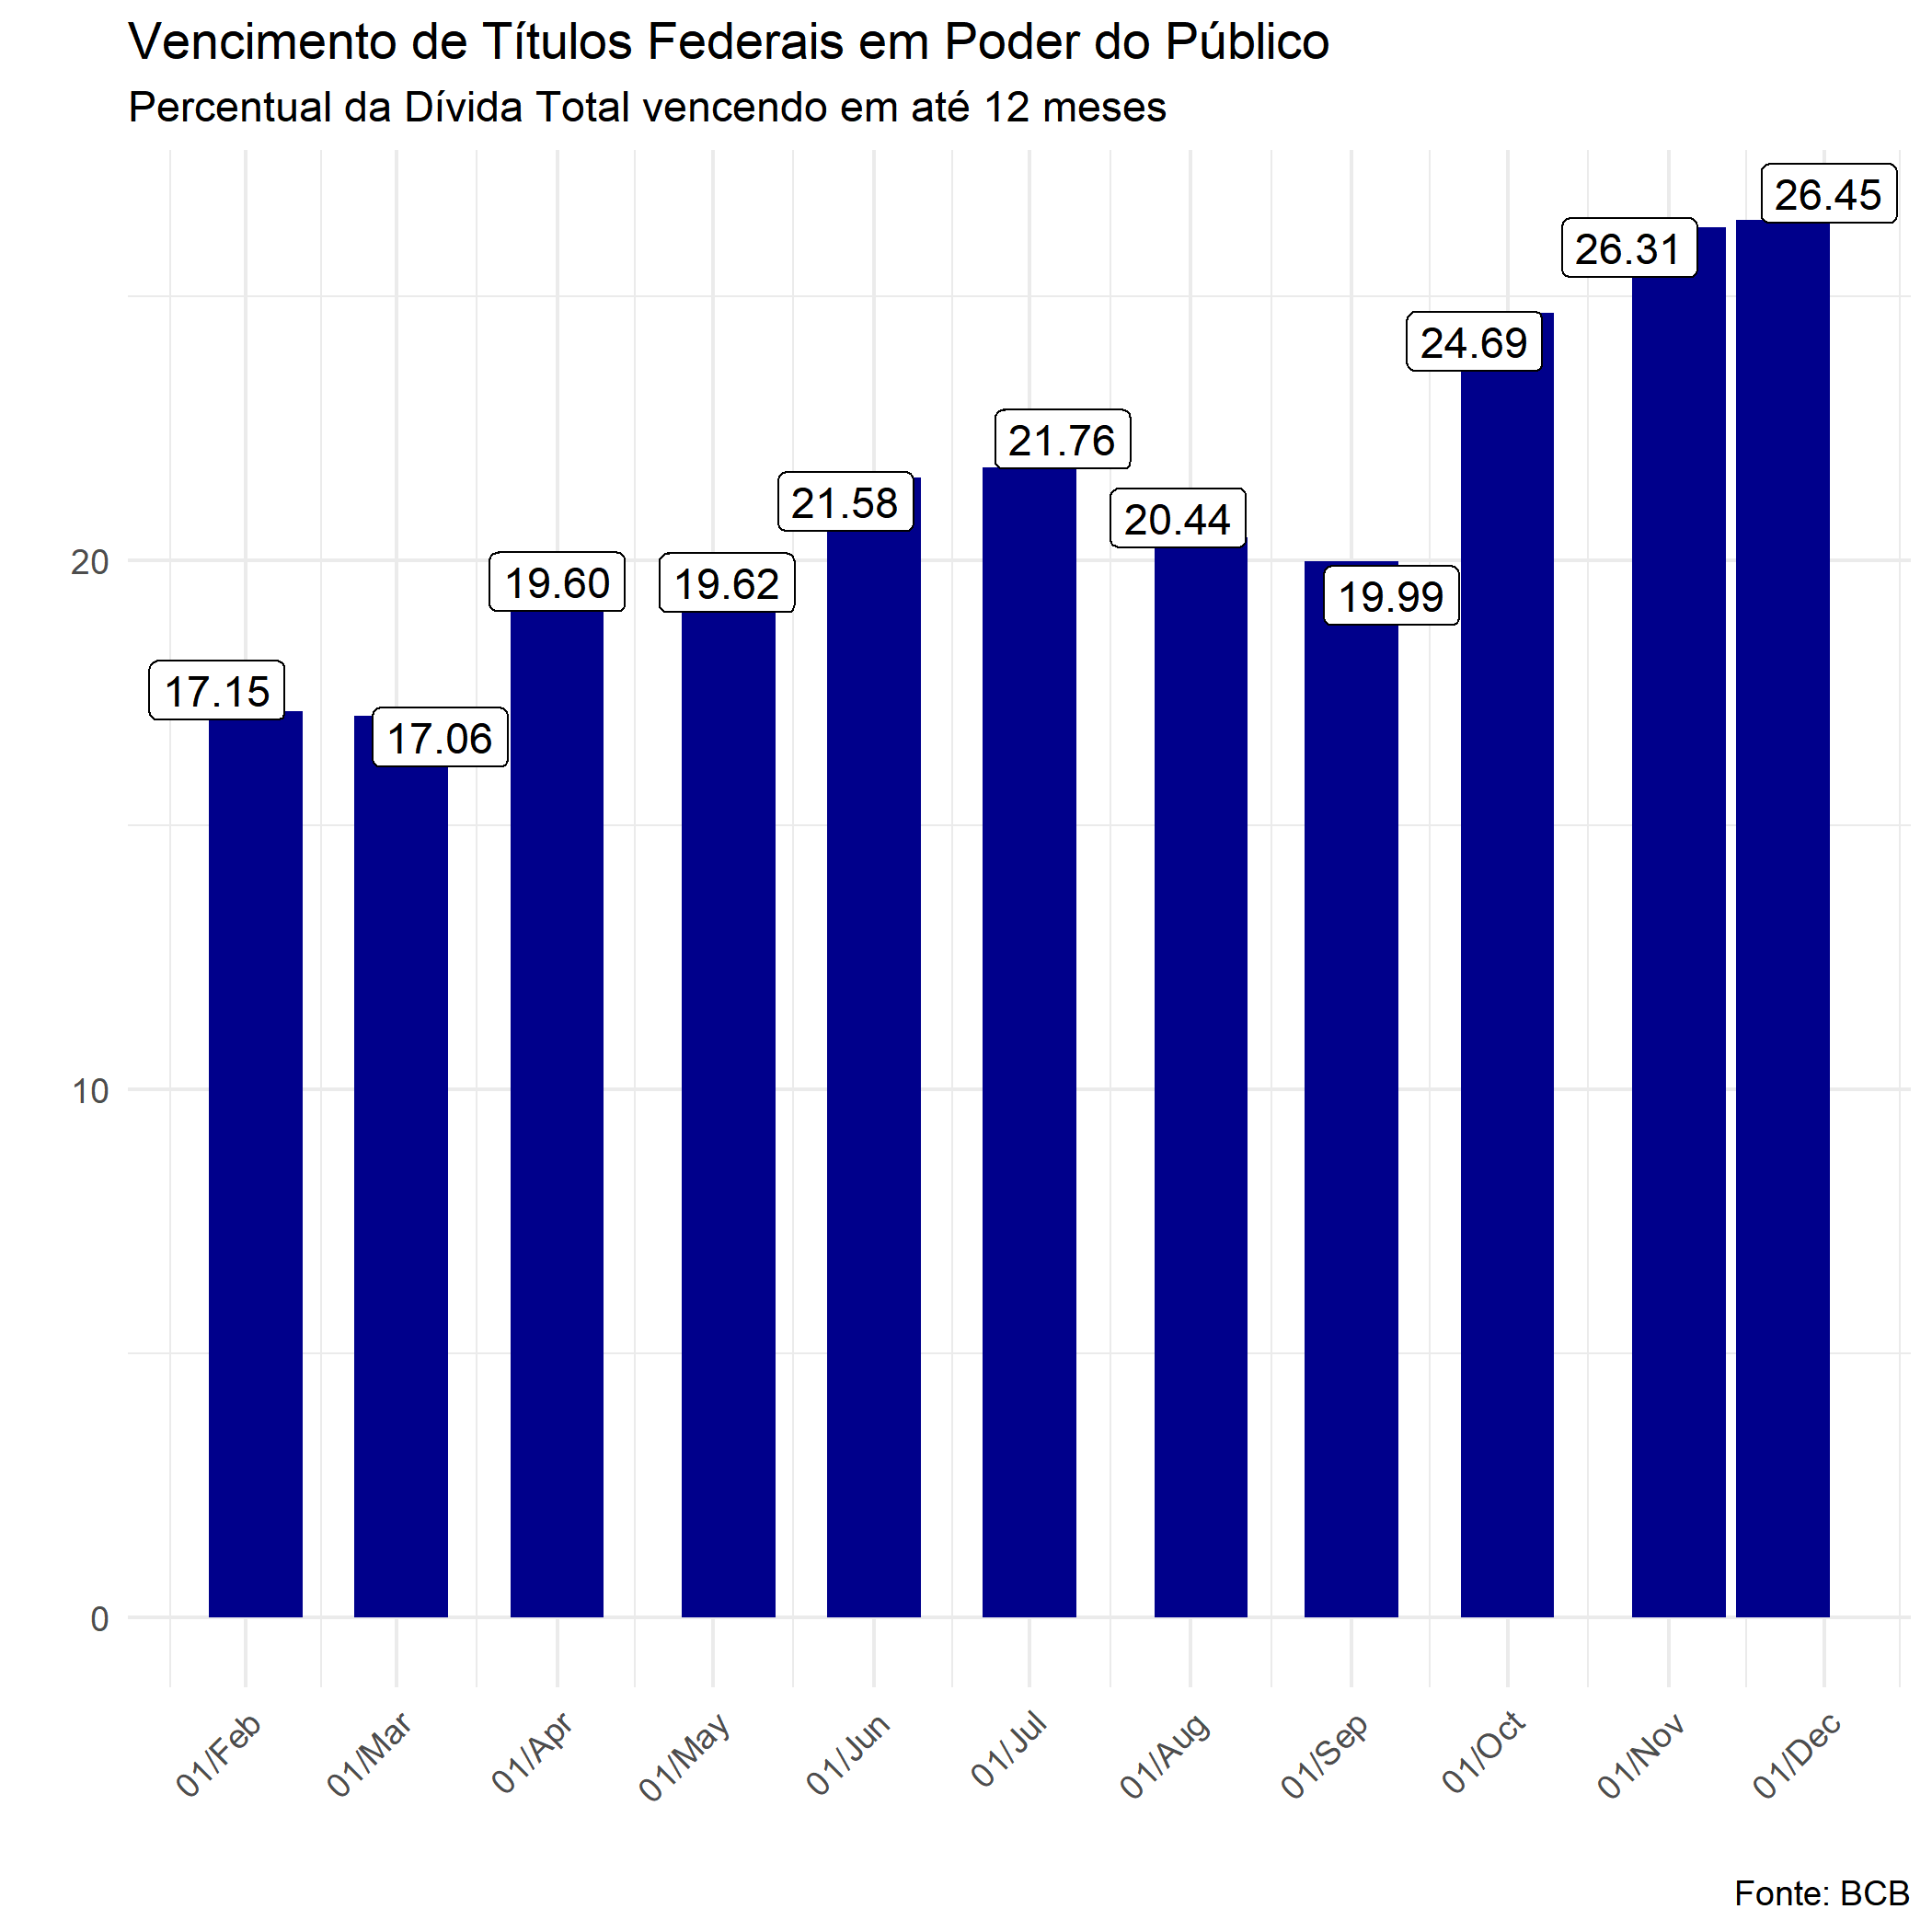 Vencimento de Títulos Federais em Poder do Público
Percentual da Dívida Total vencendo em até 12 meses
26.45
26.31
24.69
21.76
21.58
20.44
20
19.60
19.62
19.99
17.15
17.06
10
0
01/Feb
01/Mar
01/Apr
01/May
01/Jun
01/Jul
01/Aug
01/Sep
01/Oct
01/Nov
01/Dec
Fonte: BCB